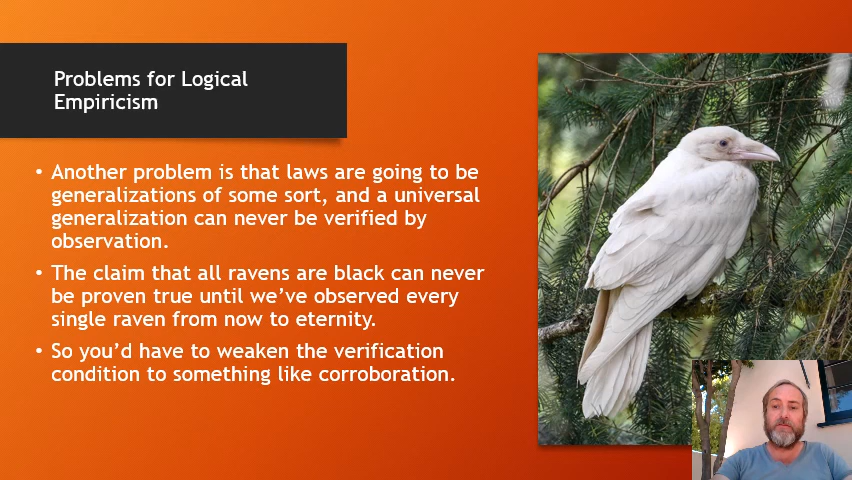 Problems for Logical
Empiricism
• Another problem is that laws are going to be
generalizations of some sort, and a universal
generalization can never be verified by
observation.
• The claim that all ravens are black can never
be proven true until we’ve observed every
single raven from now to eternity.
• So you’d have to weaken the verification
condition to something like corroboration.